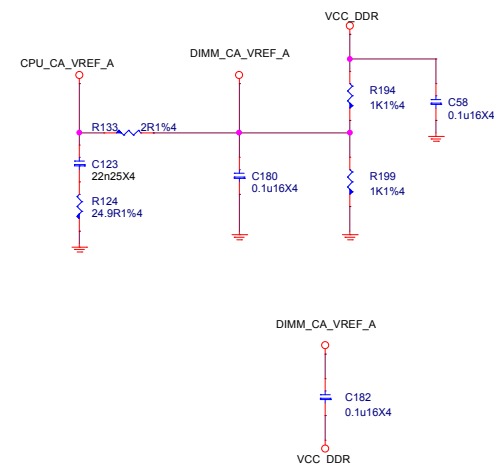 VCC_DDR
CPU_CA_VREF_A
DIMM_CA_VREF_A
R194
1K1%4
C58
0.1u16X4
R133
2R1%4
C123
22n25X4
C180
0.1u16X4
R199
1K1%4
R124
24.9R1%4
DIMM_CA_VREF_A
C182
0.1u16X4
VCC_DDR